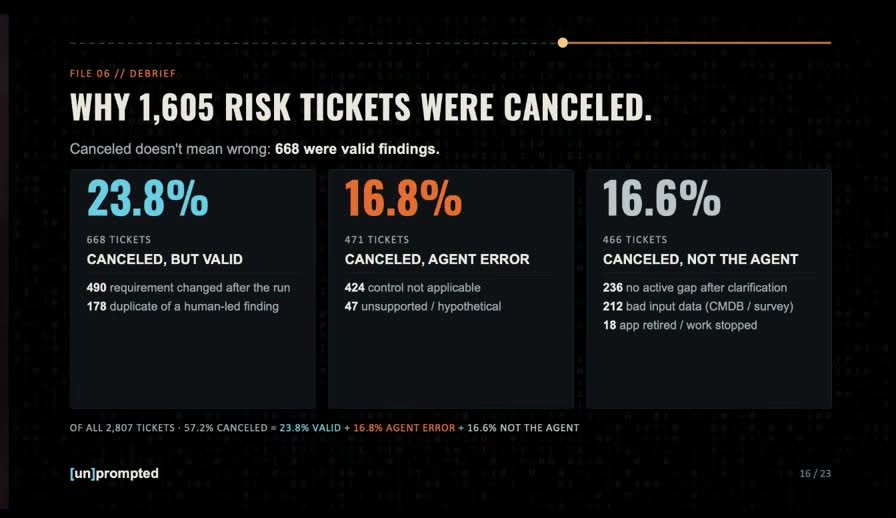 FILE 06 // DEBRIEF
WHY 1,605 RISK TICKETS WERE CANCELED.
Canceled doesn't mean wrong: 668 were valid findings.
23.8%
668 TICKETS
CANCELED, BUT VALID
490 requirement changed after the run
178 duplicate of a human-led finding
16.8%
471 TICKETS
CANCELED, AGENT ERROR
424 control not applicable
47 unsupported / hypothetical
16.6%
466 TICKETS
CANCELED, NOT THE AGENT
236 no active gap after clarification
212 bad input data (CMDB / survey)
18 app retired / work stopped
OF ALL 2,807 TICKETS · 57.2% CANCELED = 23.8% VALID + 16.8% AGENT ERROR + 16.6% NOT THE AGENT
[un]prompted
16 / 23